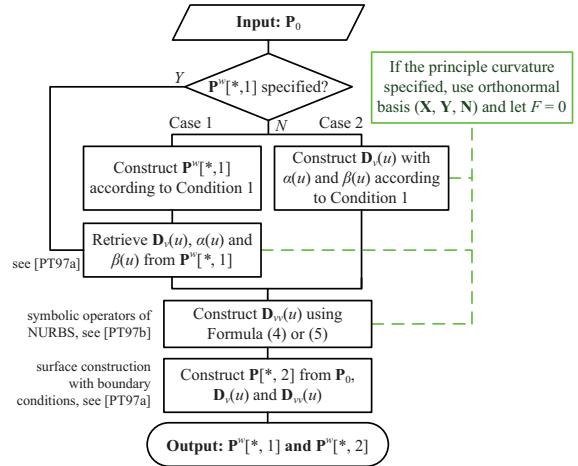 Input: P₀
Pʷ[*,1] specified?
Y
N
If the principle curvature
specified, use orthonormal
basis (X, Y, N) and let F = 0
Case 1
Case 2
Construct Pʷ[*,1]
according to Condition 1
Construct Dᵥ(u) with
α(u) and β(u) according
to Condition 1
Retrieve Dᵥ(u), α(u) and
β(u) from Pʷ[*, 1]
see [PT97a]
symbolic operators of
NURBS, see [PT97b]
Construct Dᵥᵥ(u) using
Formula (4) or (5)
surface construction
with boundary
conditions, see [PT97a]
Construct P[*, 2] from P₀,
Dᵥ(u) and Dᵥᵥ(u)
Output: Pʷ[*, 1] and Pʷ[*, 2]